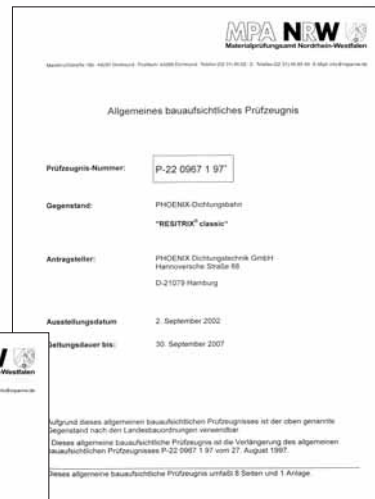 MPA NRW
Materialprüfungsamt Nordrhein-Westfalen
Allgemeines bauaufsichtliches Prüfzeugnis
Prüfzeugnis-Nummer: P-22 0967 1 97*
Gegenstand: PHOENIX-Dichtungsbahn
"RESITRIX® classic"
Antragsteller: PHOENIX Dichtungstechnik GmbH
Hannoversche Straße 88
D-21079 Hamburg
Ausstellungsdatum 2. September 2002
Geltungsdauer bis: 30. September 2007
Aufgrund dieses allgemeinen bauaufsichtlichen Prüfzeugnisses ist der oben genannte
Gegenstand nach den Landesbauordnungen verwendbar
Dieses allgemeine bauaufsichtliche Prüfzeugnis ist die Verlängerung des allgemeinen
bauaufsichtlichen Prüfzeugnisses P-22 0967 1 97 vom 27. August 1997.
Dieses allgemeine bauaufsichtliche Prüfzeugnis umfaßt 8 Seiten und 1 Anlage.
W
-Westfalen